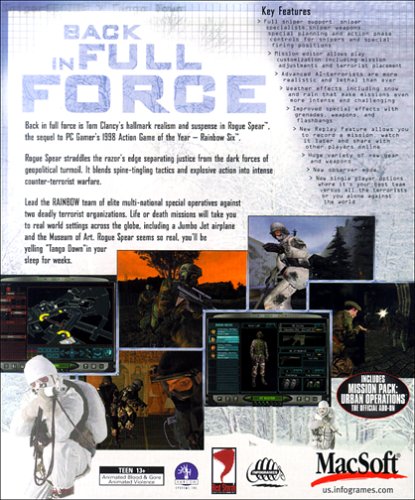 BACK
IN FULL
FORCE
Back in full force is Tom Clancy's hallmark realism and suspense in Rogue Spear™,
the sequel to PC Gamer's 1998 Action Game of the Year – Rainbow Six™.
Rogue Spear straddles the razor's edge separating justice from the dark forces of
geopolitical turmoil. It blends spine-tingling tactics and explosive action into intense
counter-terrorist warfare.
Lead the RAINBOW team of elite multi-national special operatives against
two deadly terrorist organizations. Life or death missions will take you
to real world settings across the globe, including a Jumbo Jet airplane
and the Museum of Art. Rogue Spear seems so real, you'll be
yelling "Tango Down" in your
sleep for weeks.
Key Features
> Full sniper support: sniper
specialists, sniper weapons,
special planning and action phase
controls for snipers and special
firing positions
> Mission editor allows play
customization including mission
adjustments and terrorist placement
> Advanced AI:terrorists are more
realistic and lethal than ever
> Weather effects including snow
and rain that make missions even
more intense and challenging
> Improved special effects with
grenades, weapons, and
flashbangs
> New Replay feature allows you
to record a mission, watch
it later and share with
other players online
> Huge variety of new gear
and weapons
> New observer mode
> New single player options
where it's your best team
versus all the terrorists
or you alone against
the world
INCLUDES
MISSION PACK:
URBAN OPERATIONS
THE OFFICIAL ADD-ON
TEEN 13+
Animated Blood & Gore
Animated Violence
Red Storm
INFOGRAMES
MacSoft
us.infogrames.com